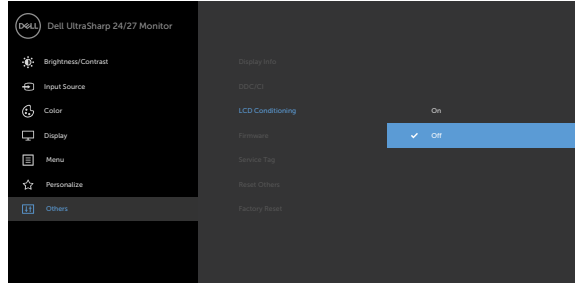 DELL
Dell UltraSharp 24/27 Monitor
Brightness/Contrast
Input Source
Color
Display
Menu
Personalize
Others
Display Info
DDC/CI
LCD Conditioning
Firmware
Service Tag
Reset Others
Factory Reset
On
Off